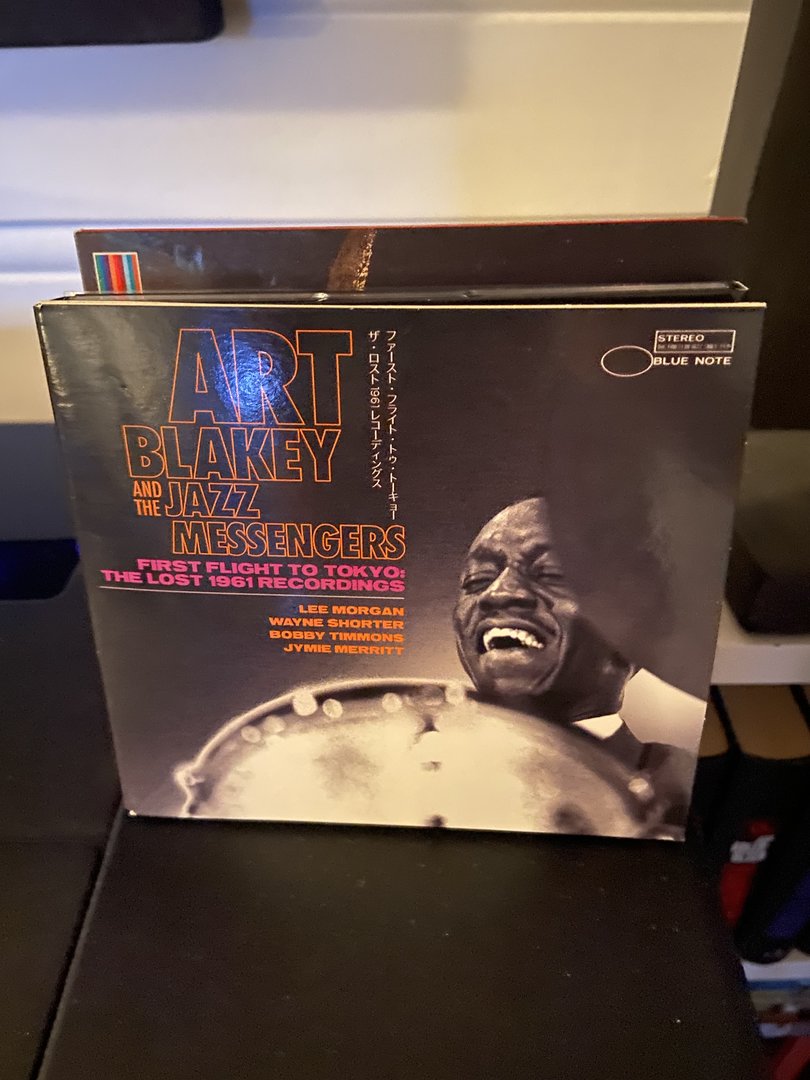 ART
BLAKEY
AND THE JAZZ
MESSENGERS
FIRST FLIGHT TO TOKYO:
THE LOST 1961 RECORDINGS
LEE MORGAN
WAYNE SHORTER
BOBBY TIMMONS
JYMIE MERRITT
ファースト・フライト・トゥ・トーキョー
ザ・ロスト1961レコーディングス
STEREO
BLUE NOTE